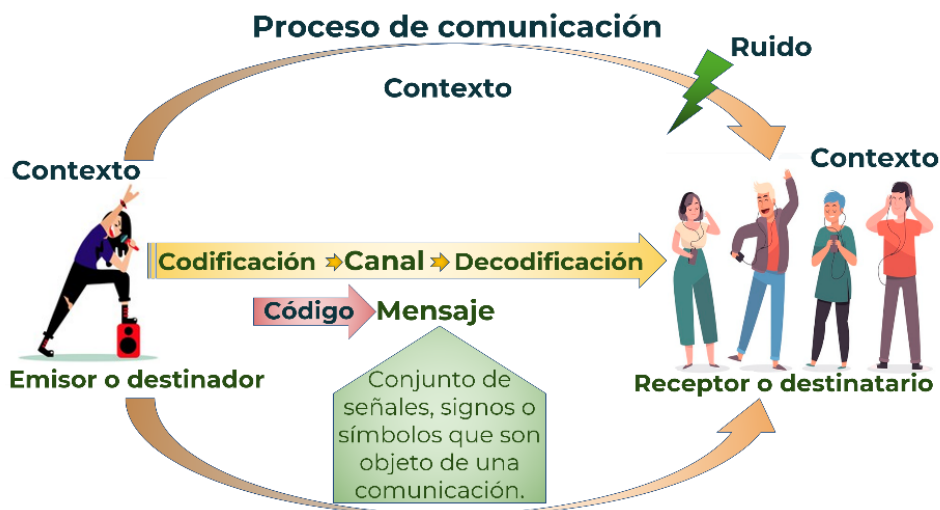 Proceso de comunicación
Ruido
Contexto
Contexto
Contexto
Codificación Canal Decodificación
Código Mensaje
Emisor o destinador
Receptor o destinatario
Conjunto de
señales, signos o
símbolos que son
objeto de una
comunicación.